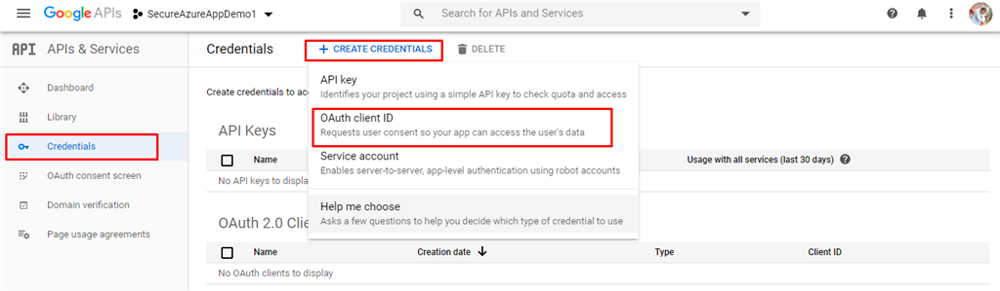 Google APIs SecureAzureAppDemo1 Search for APIs and Services
API APIs & Services Credentials CREATE CREDENTIALS DELETE
Dashboard
Library
Credentials
OAuth consent screen
Domain verification
Page usage agreements
Create credentials to acc
API key
Identifies your project using a simple API key to check quota and access
OAuth client ID
Requests user consent so your app can access the user's data
Service account
Enables server-to-server, app-level authentication using robot accounts
Help me choose
Asks a few questions to help you decide which type of credential to use
API Keys
Name Usage with all services (last 30 days)
No API keys to displa
OAuth 2.0 Clie
Name Creation date Type Client ID
No OAuth clients to display